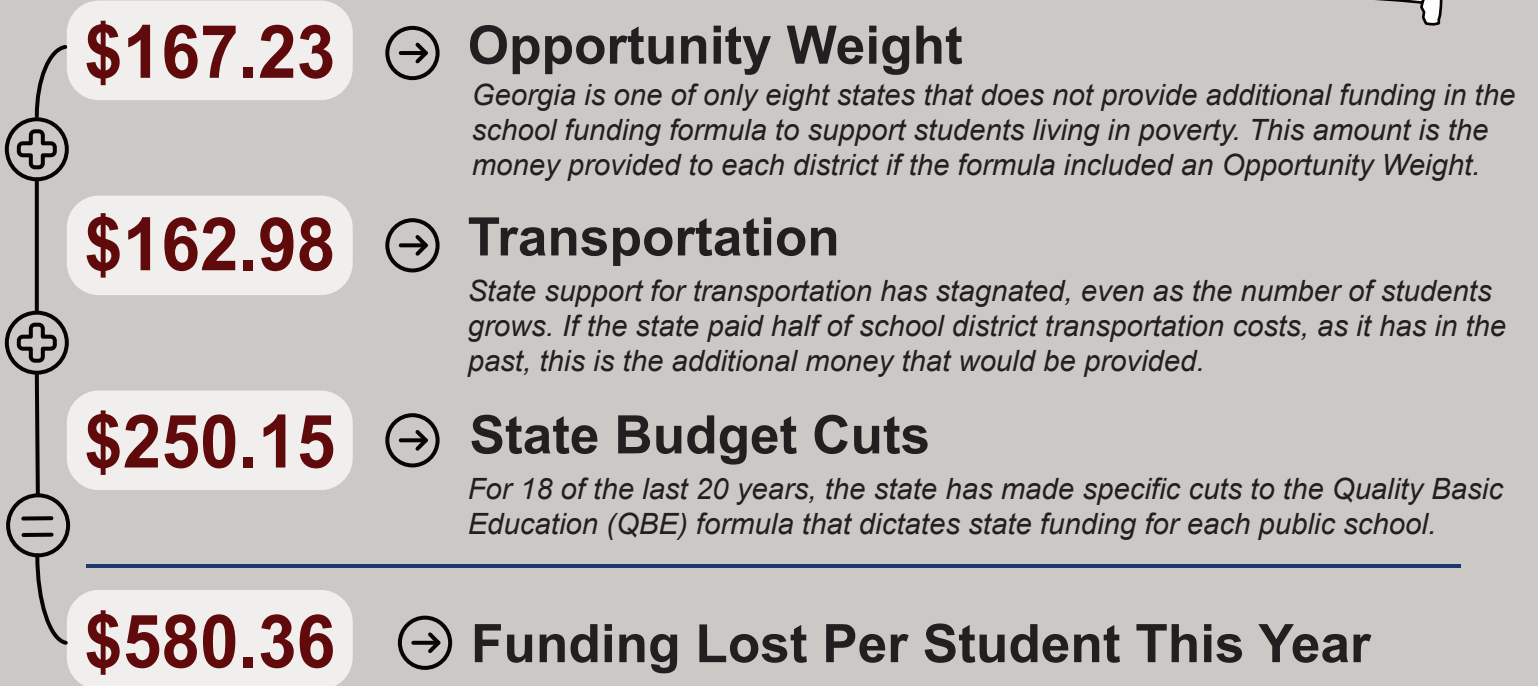 $167.23 Opportunity Weight
Georgia is one of only eight states that does not provide additional funding in the
school funding formula to support students living in poverty. This amount is the
money provided to each district if the formula included an Opportunity Weight.
$162.98 Transportation
State support for transportation has stagnated, even as the number of students
grows. If the state paid half of school district transportation costs, as it has in the
past, this is the additional money that would be provided.
$250.15 State Budget Cuts
For 18 of the last 20 years, the state has made specific cuts to the Quality Basic
Education (QBE) formula that dictates state funding for each public school.
$580.36 Funding Lost Per Student This Year